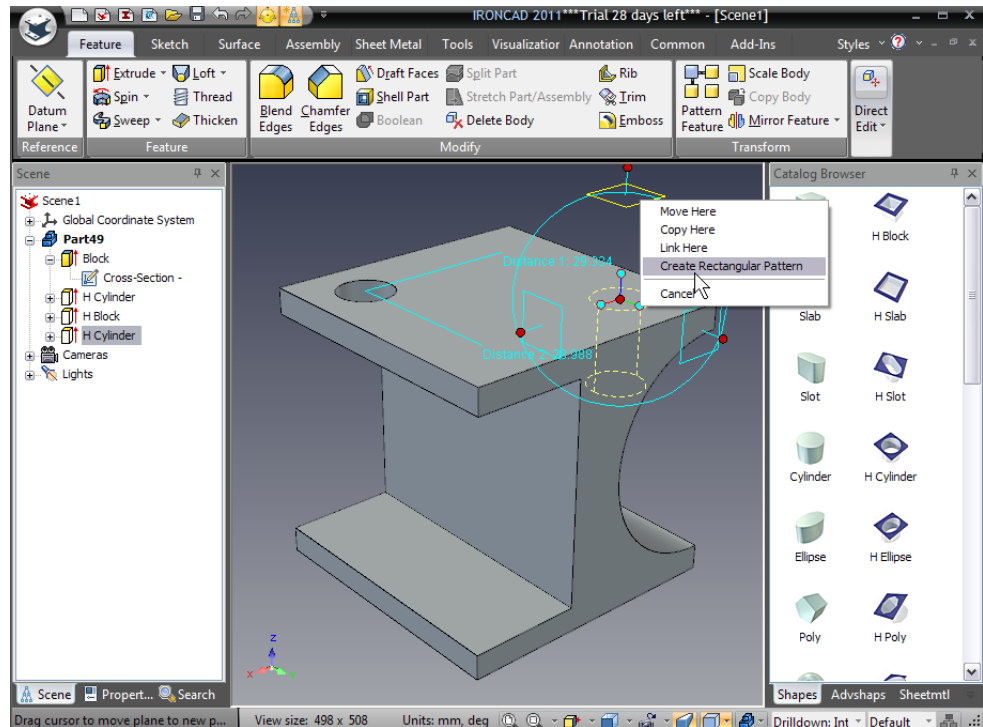 IRONCAD 2011***Trial 28 days left*** - [Scene1]
Feature Sketch Surface Assembly Sheet Metal Tools Visualization Annotation Common Add-Ins Styles
Extrude Loft Draft Faces Split Part Rib Scale Body
Spin Thread Shell Part Stretch Part/Assembly Trim Copy Body
Sweep Thicken Boolean Delete Body Emboss Mirror Feature
Datum Plane
Blend Edges
Chamfer Edges
Pattern Feature
Direct Edit
Reference Feature Modify Transform
Scene
Scene1
Global Coordinate System
Part49
Block
Cross-Section -
H Cylinder
H Block
H Cylinder
Cameras
Lights
Distance 1: 29.324
Distance 2:
Move Here
Copy Here
Link Here
Create Rectangular Pattern
Cancel
z
x
y
Catalog Browser
H Block
Slab H Slab
Slot H Slot
Cylinder H Cylinder
Ellipse H Ellipse
Poly H Poly
Scene Propert... Search
Shapes Advshaps Sheetmtl
Drag cursor to move plane to new p... View size: 498 x 508 Units: mm, deg Drilldown: Int Default